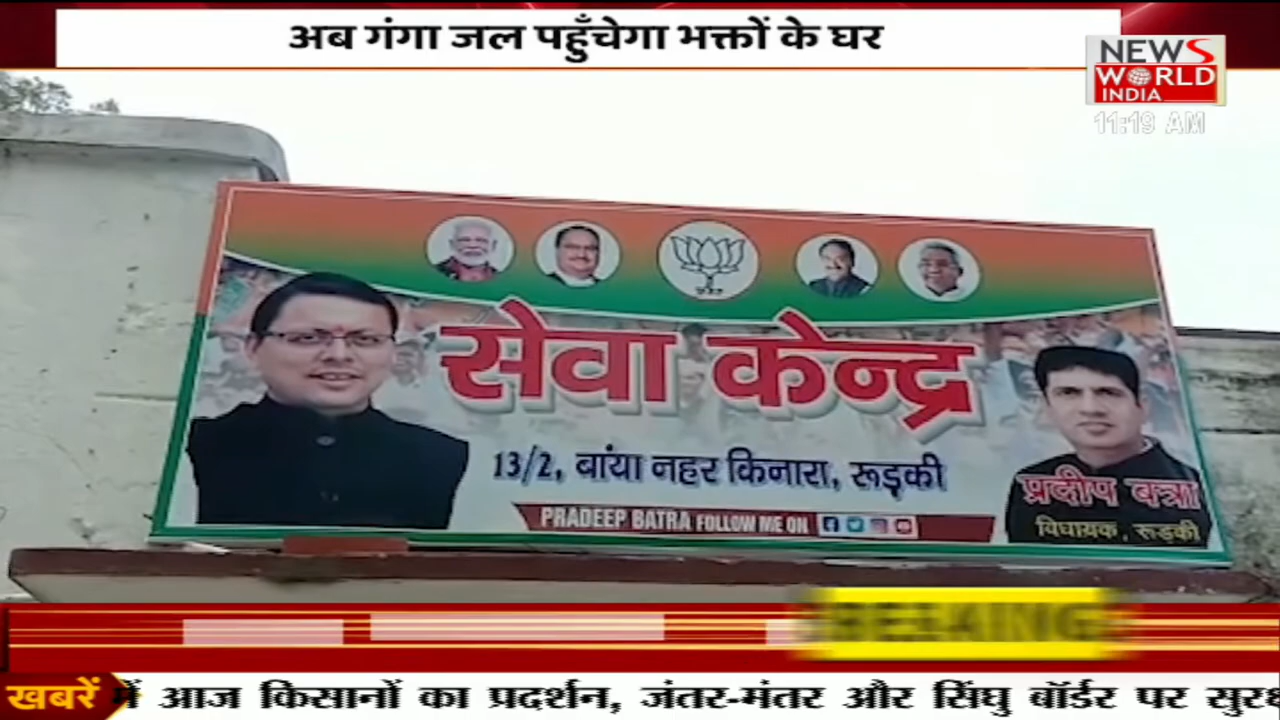 अब गंगा जल पहुँचेगा भक्तों के घर
NEWS
WORLD
INDIA
11:19 AM
सेवा केन्द्र
13/2, बांया नहर किनारा, रूड़की
प्रदीप बत्रा
विधायक, रूड़की
PRADEEP BATRA FOLLOW ME ON
खबरें में आज किसानों का प्रदर्शन, जंतर-मंतर और सिंघु बॉर्डर पर